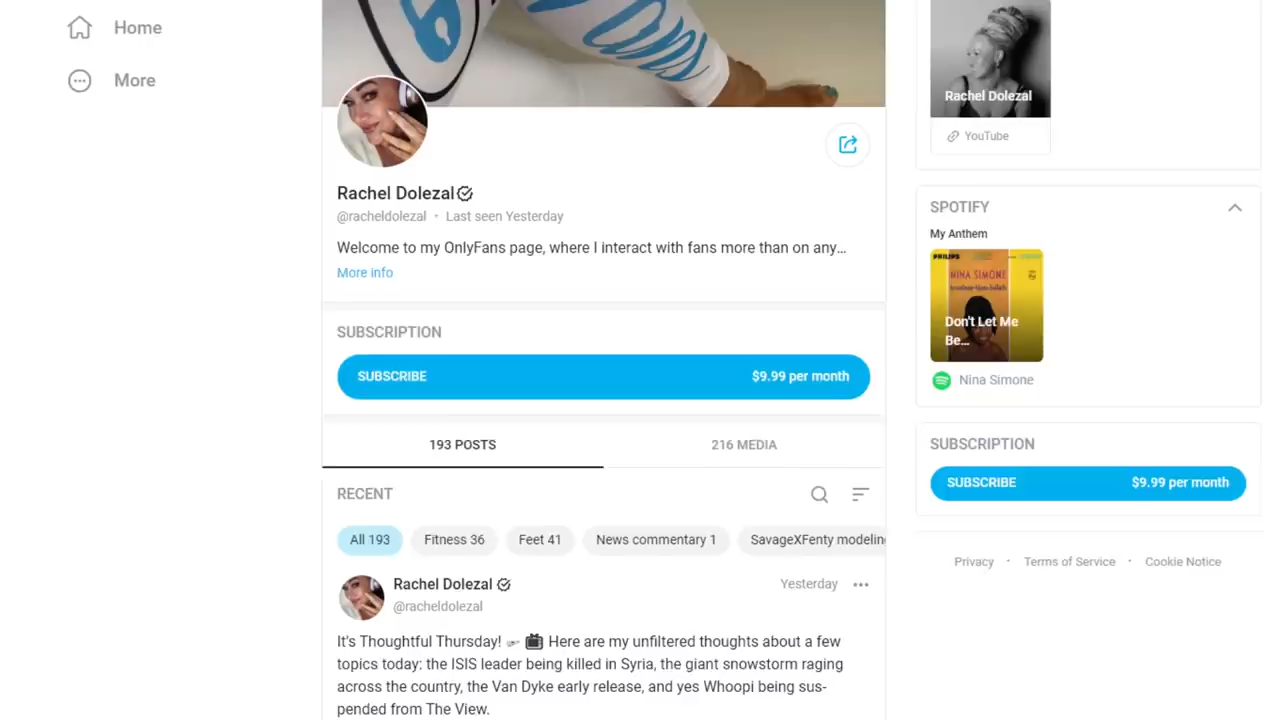 Home
More
Rachel Dolezal
@racheldolezal · Last seen Yesterday
Welcome to my OnlyFans page, where I interact with fans more than on any...
More info
SUBSCRIPTION
SUBSCRIBE $9.99 per month
193 POSTS 216 MEDIA
RECENT
All 193 Fitness 36 Feet 41 News commentary 1 SavageXFenty modeling
Rachel Dolezal Yesterday
@racheldolezal
It's Thoughtful Thursday! Here are my unfiltered thoughts about a few
topics today: the ISIS leader being killed in Syria, the giant snowstorm raging
across the country, the Van Dyke early release, and yes Whoopi being sus-
pended from The View.
Rachel Dolezal
YouTube
SPOTIFY
My Anthem
PHILIPS
NINA SIMONE
Don't Let Me
Be...
Nina Simone
SUBSCRIPTION
SUBSCRIBE $9.99 per month
Privacy · Terms of Service · Cookie Notice